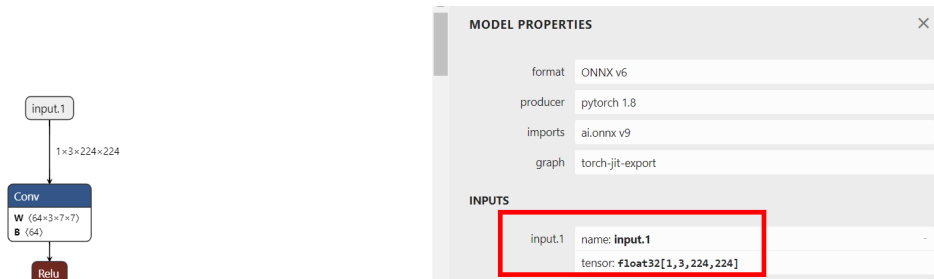 input.1
1×3×224×224
Conv
W ⟨64×3×7×7⟩
B ⟨64⟩
Relu
MODEL PROPERTIES
format ONNX v6
producer pytorch 1.8
imports ai.onnx v9
graph torch-jit-export
INPUTS
input.1 name: input.1
tensor: float32[1,3,224,224]